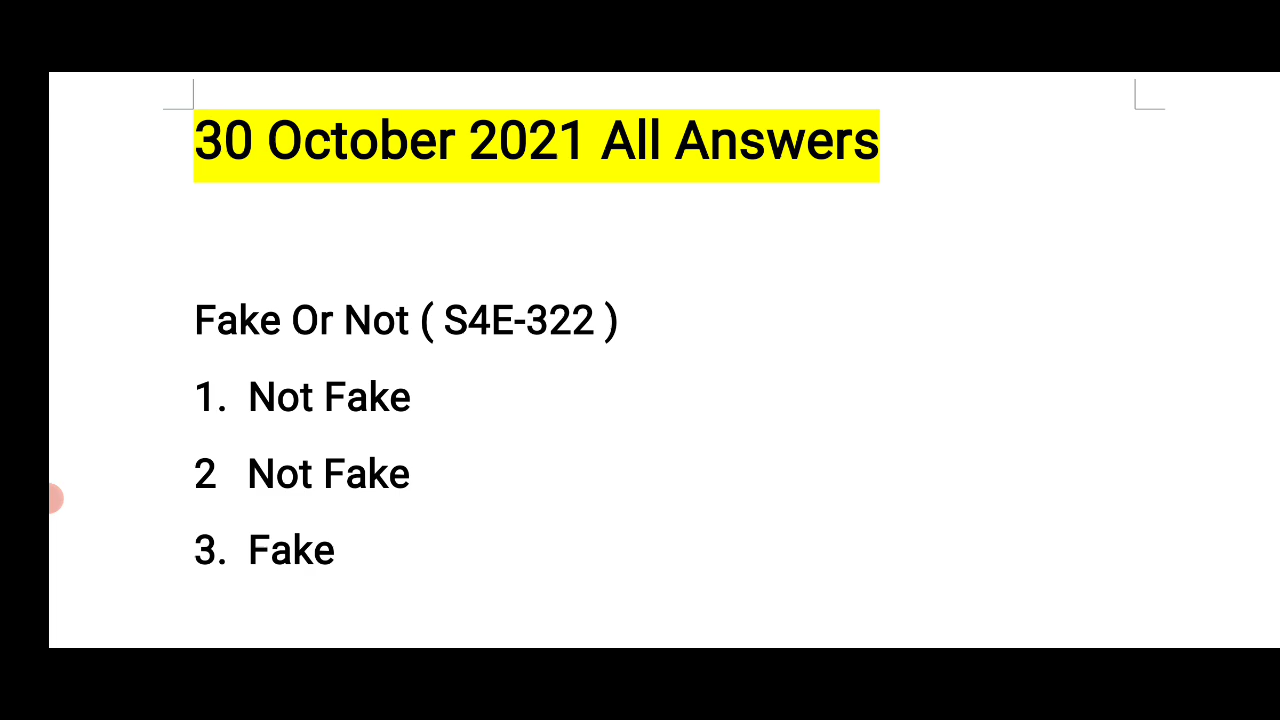 30 October 2021 All Answers
Fake Or Not ( S4E-322 )
1. Not Fake
2 Not Fake
3. Fake